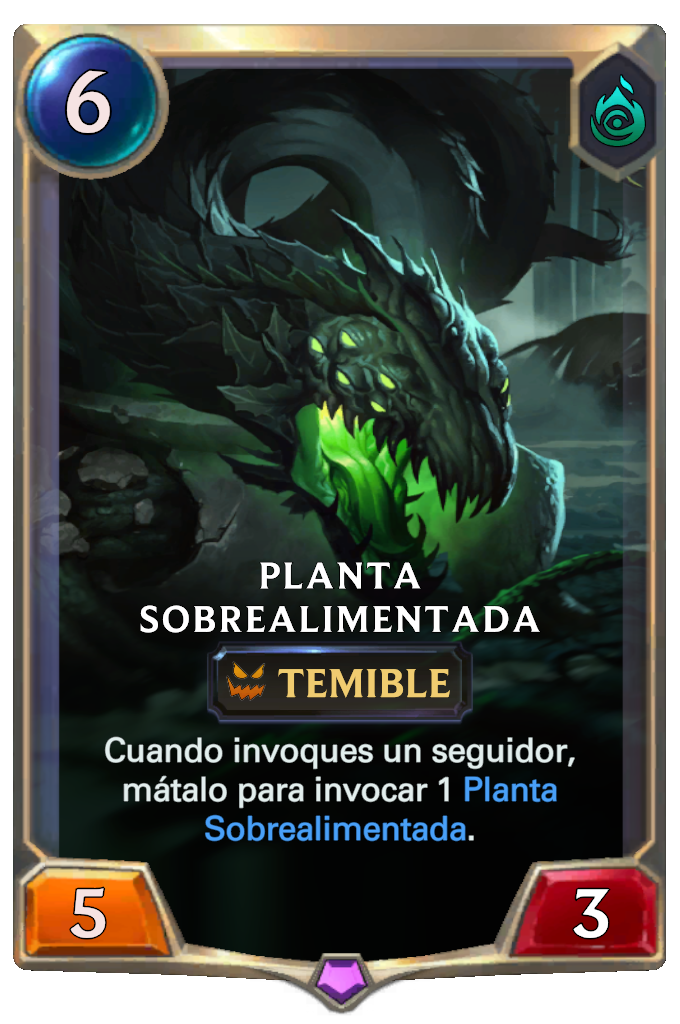 6
PLANTA
SOBREALIMENTADA
TEMIBLE
Cuando invoques un seguidor,
mátalo para invocar 1 Planta
Sobrealimentada.
5
3